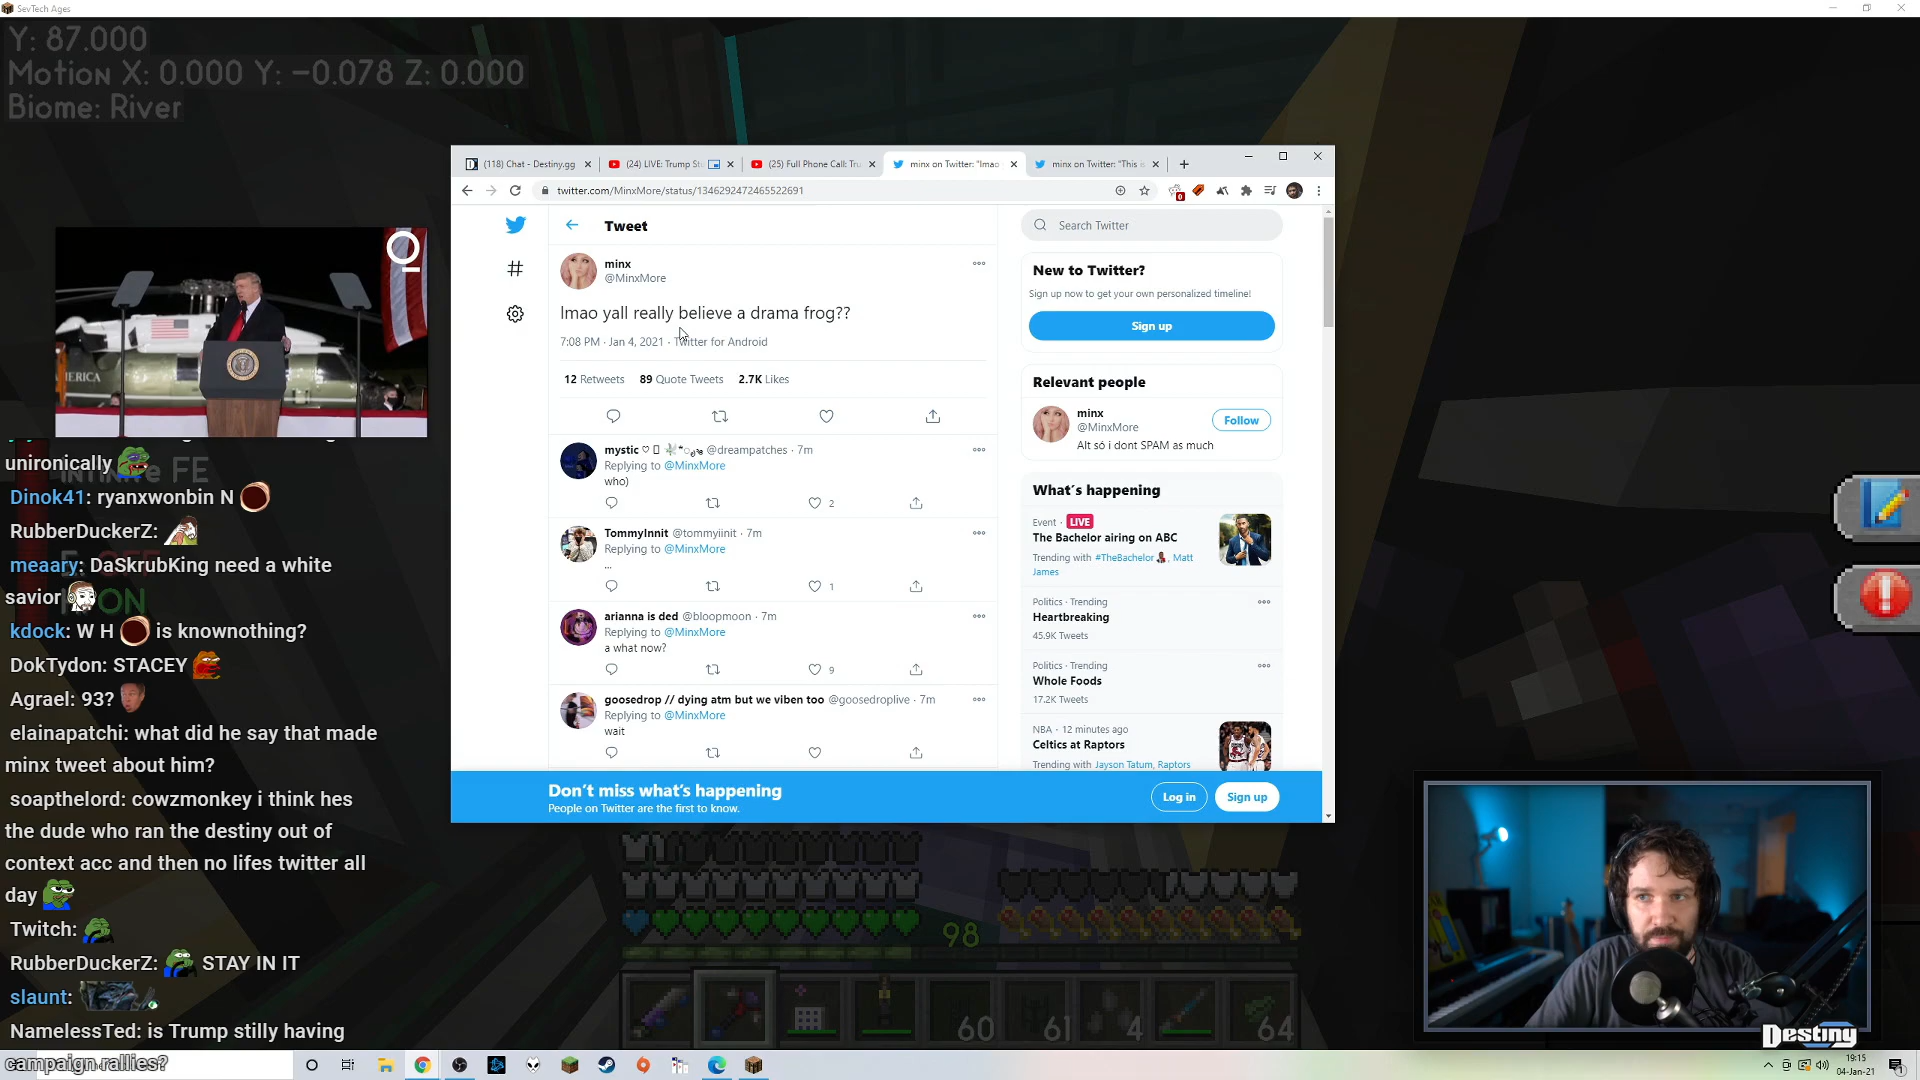 SevTech Ages
Y: 87.000
Motion X: 0.000 Y: -0.078 Z: 0.000
Biome: River
(118) Chat - Destiny.gg
(24) LIVE: Trump St
(25) Full Phone Call: Tru
minx on Twitter: "lmao
minx on Twitter: "This is
twitter.com/MinxMore/status/1346292472465522691
Tweet
minx
@MinxMore
lmao yall really believe a drama frog??
7:08 PM · Jan 4, 2021 · Twitter for Android
12 Retweets 89 Quote Tweets 2.7K Likes
mystic @dreampatches · 7m
Replying to @MinxMore
who)
2
TommyInnit @tommyiinit · 7m
Replying to @MinxMore
...
1
arianna is ded @bloopmoon · 7m
Replying to @MinxMore
a what now?
9
goosedrop // dying atm but we viben too @goosedroplive · 7m
Replying to @MinxMore
wait
Search Twitter
New to Twitter?
Sign up now to get your own personalized timeline!
Sign up
Relevant people
minx
@MinxMore
Follow
Alt só i dont SPAM as much
What's happening
Event · LIVE
The Bachelor airing on ABC
Trending with #TheBachelor, Matt
James
Politics · Trending
Heartbreaking
45.9K Tweets
Politics · Trending
Whole Foods
17.2K Tweets
NBA · 12 minutes ago
Celtics at Raptors
Trending with Jayson Tatum, Raptors
Don't miss what's happening
People on Twitter are the first to know.
Log in
Sign up
ERICA
unironically
Dinok41: ryanxwonbin N
RubberDuckerZ:
meaary: DaSkrubKing need a white
savior
kdock: W H is knownothing?
DokTydon: STACEY
Agrael: 93?
elainapatchi: what did he say that made
minx tweet about him?
soapthelord: cowzmonkey i think hes
the dude who ran the destiny out of
context acc and then no lifes twitter all
day
Twitch:
RubberDuckerZ: STAY IN IT
slaunt:
NamelessTed: is Trump stilly having
campaign rallies?
FE
OFF
ON
98
60
61
4
64
Destiny
19:15
04-Jan-21